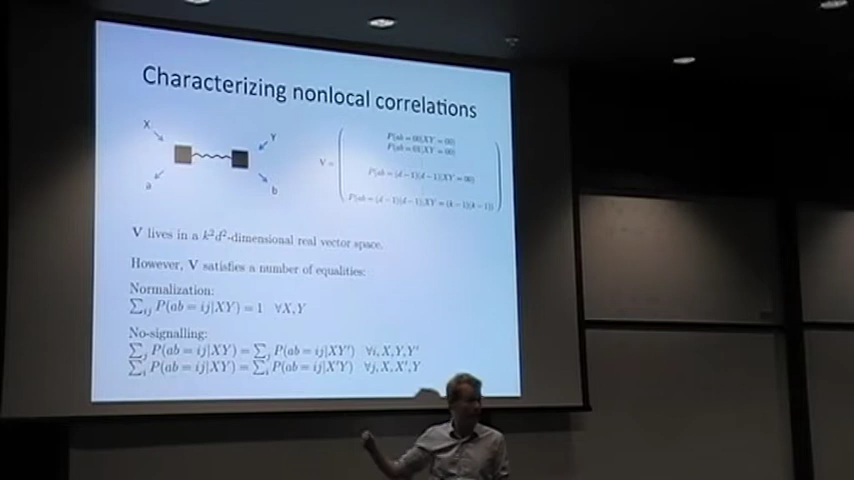 Characterizing nonlocal correlations
X
Y
a
b
V =
P(ab = 00|XY = 00)
P(ab = 01|XY = 00)
P(ab = (d − 1)(d − 1)|XY = 00)
P(ab = (d − 1)(d − 1)|XY = (k − 1)(k − 1))
V lives in a k²d²-dimensional real vector space.
However, V satisfies a number of equalities:
Normalization:
∑ij P(ab = ij|XY) = 1 ∀X,Y
No-signalling:
∑j P(ab = ij|XY) = ∑j P(ab = ij|XY′) ∀i, X, Y, Y′
∑i P(ab = ij|XY) = ∑i P(ab = ij|X′Y) ∀j, X, X′, Y